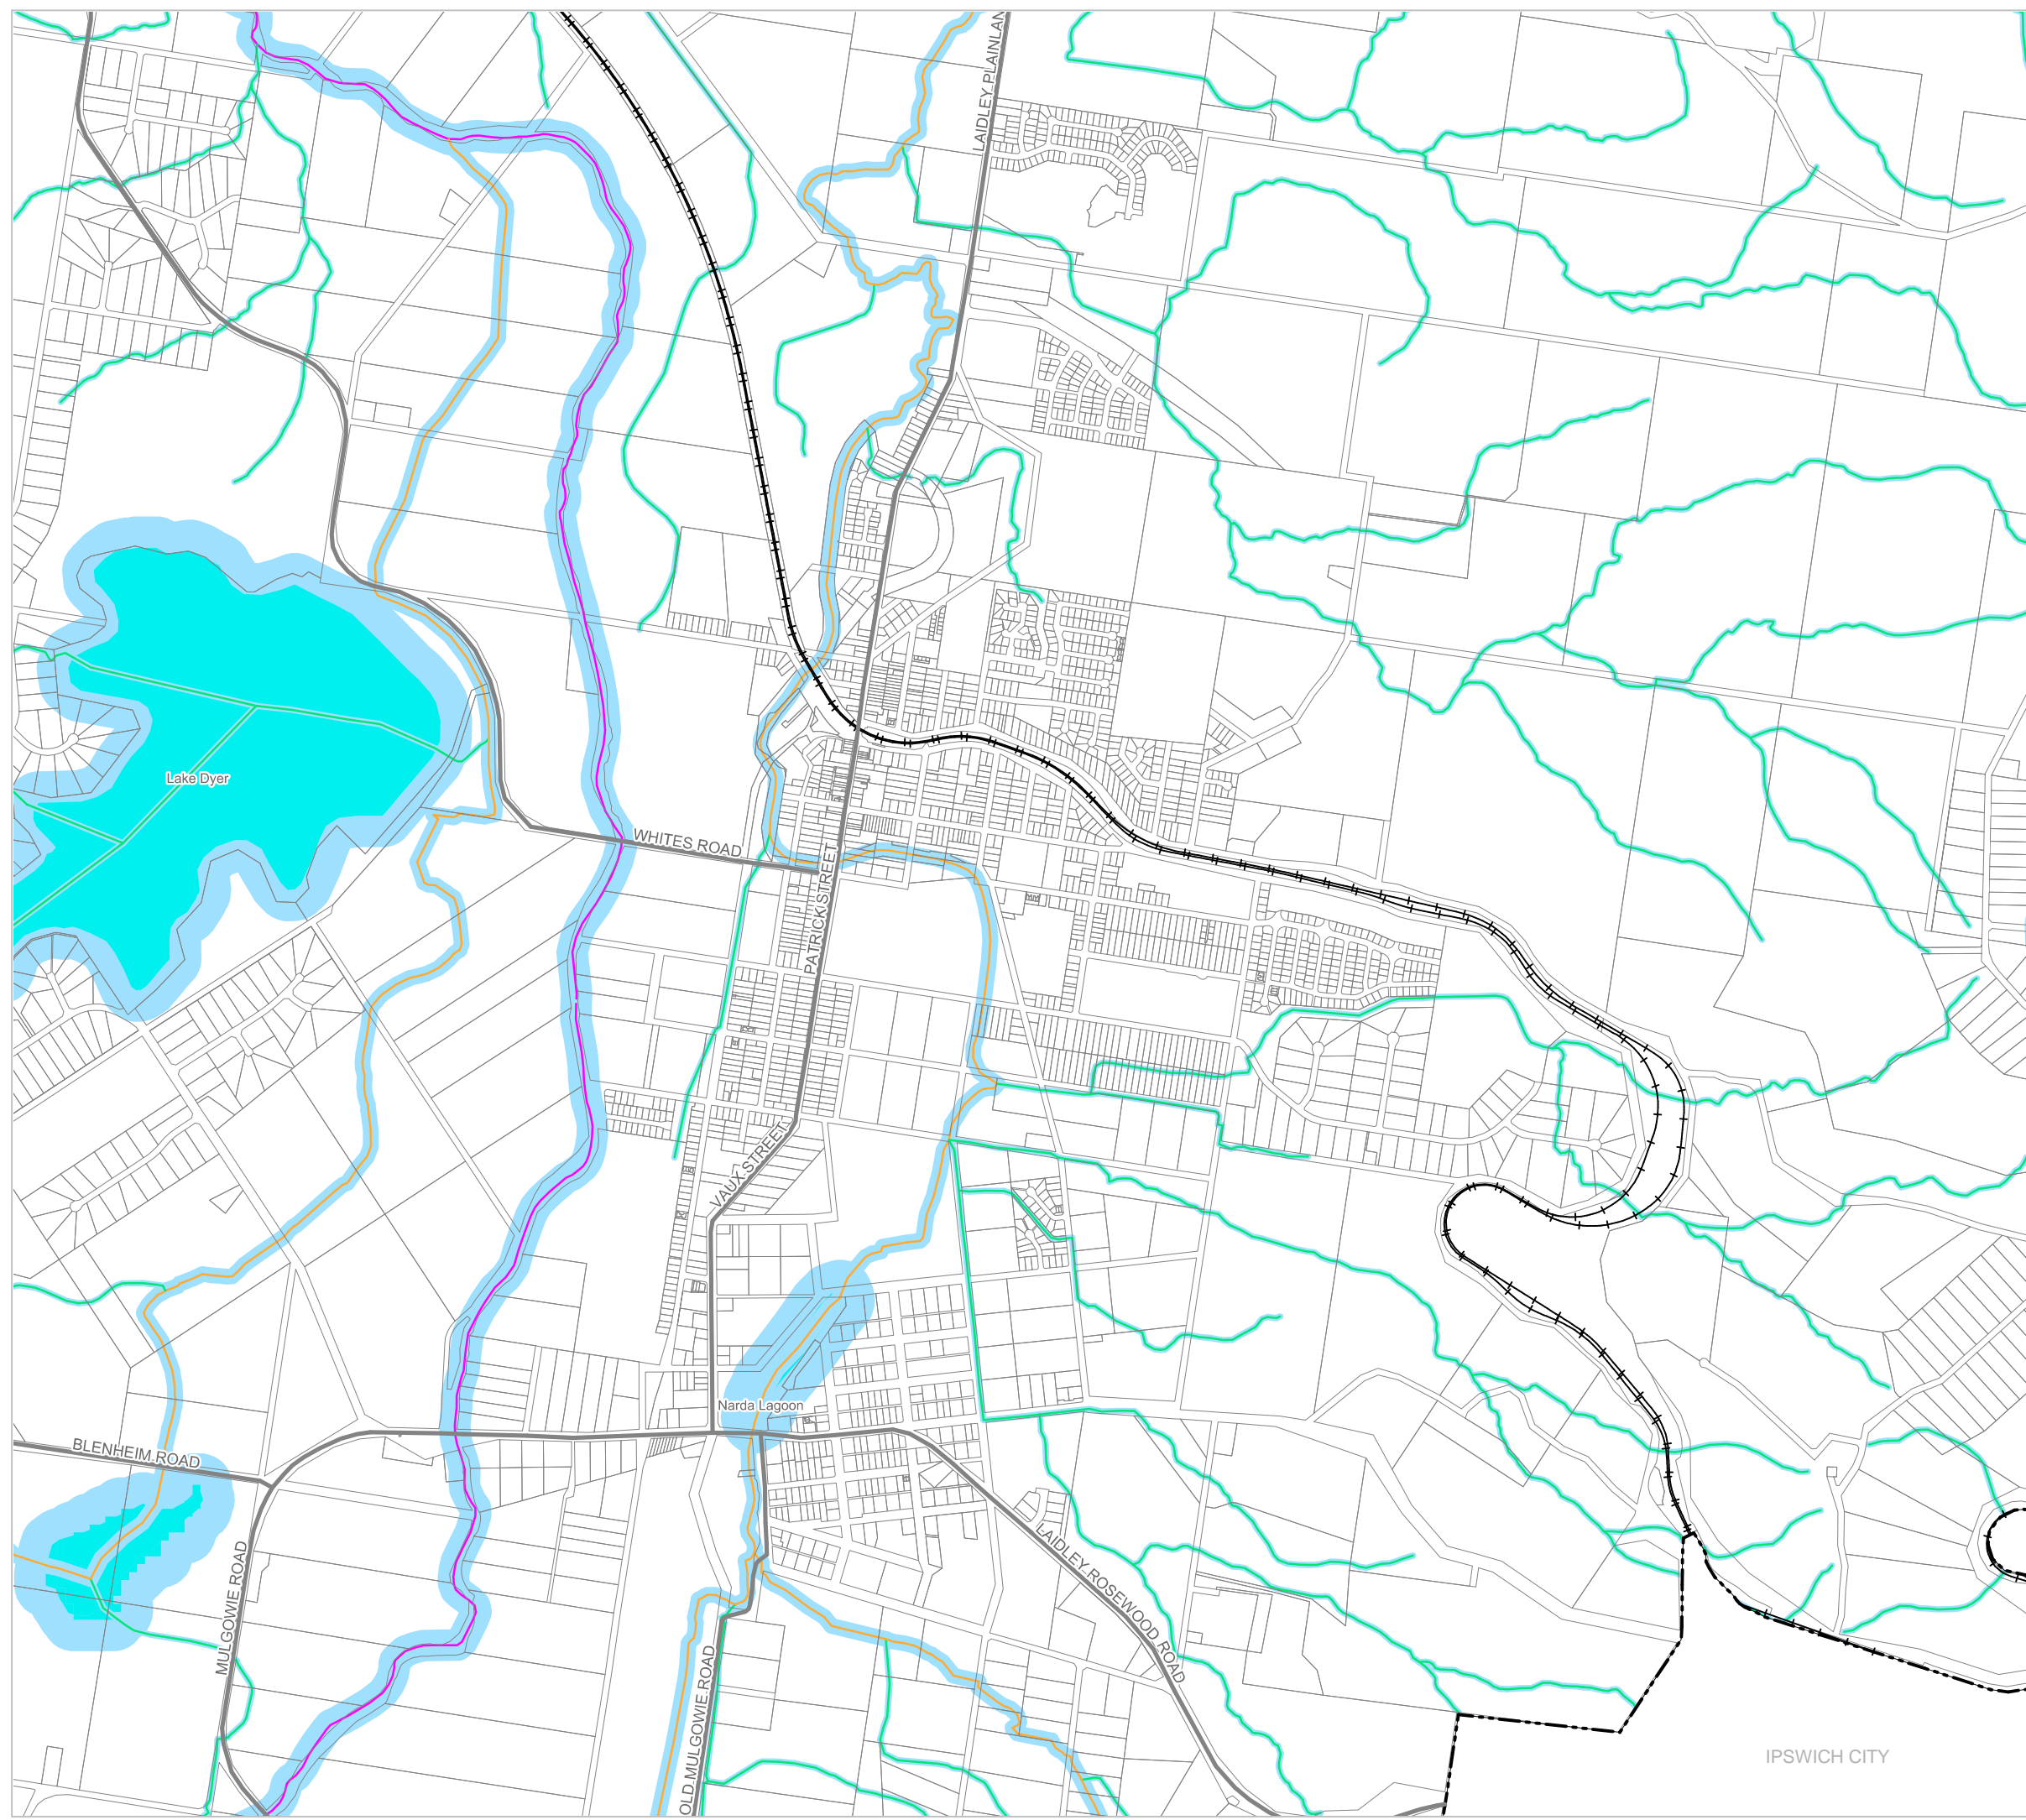 LAIDLEY PLAINLAN
Lake Dyer
WHITES ROAD
PATRICK STREET
VAUX STREET
Narda Lagoon
BLENHEIM ROAD
MULGOWIE ROAD
LAIDLEY ROSEWOOD ROAD
OLD MULGOWIE ROAD
IPSWICH CITY